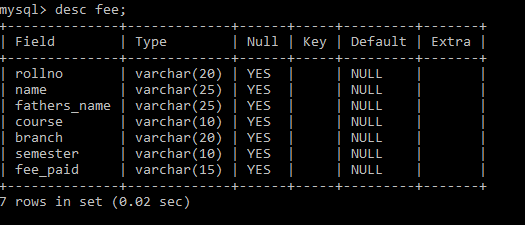 mysql> desc fee;
+--------------+-------------+------+-----+---------+-------+
| Field        | Type        | Null | Key | Default | Extra |
+--------------+-------------+------+-----+---------+-------+
| rollno       | varchar(20) | YES  |     | NULL    |       |
| name         | varchar(25) | YES  |     | NULL    |       |
| fathers_name | varchar(25) | YES  |     | NULL    |       |
| course       | varchar(10) | YES  |     | NULL    |       |
| branch       | varchar(20) | YES  |     | NULL    |       |
| semester     | varchar(10) | YES  |     | NULL    |       |
| fee_paid     | varchar(15) | YES  |     | NULL    |       |
+--------------+-------------+------+-----+---------+-------+
7 rows in set (0.02 sec)